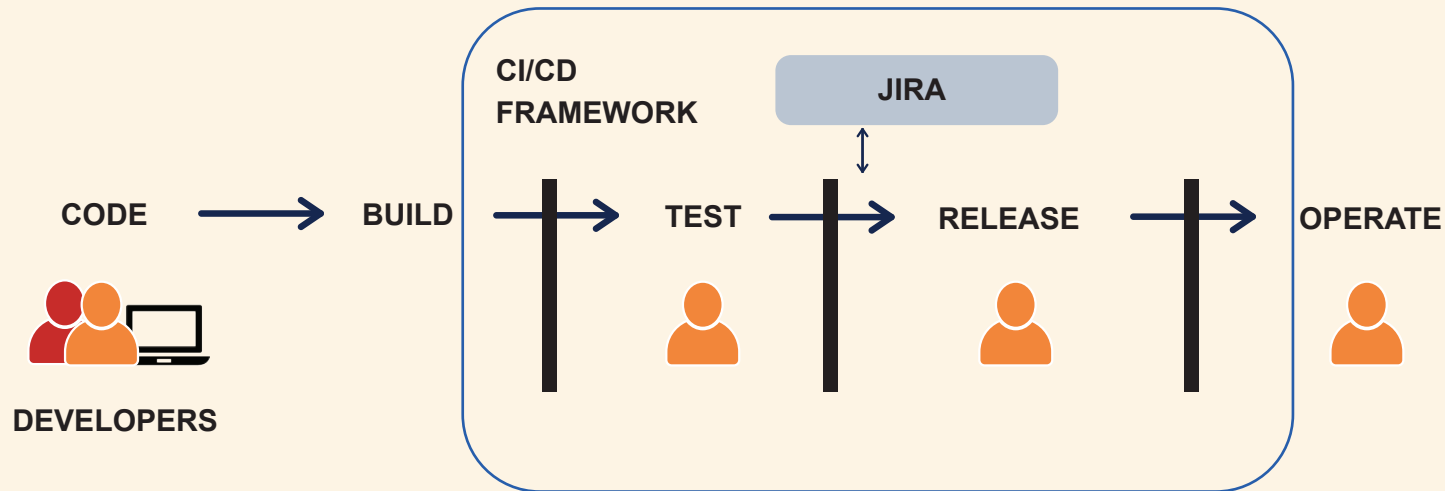 CI/CD
FRAMEWORK
JIRA
CODE
BUILD
TEST
RELEASE
OPERATE
DEVELOPERS